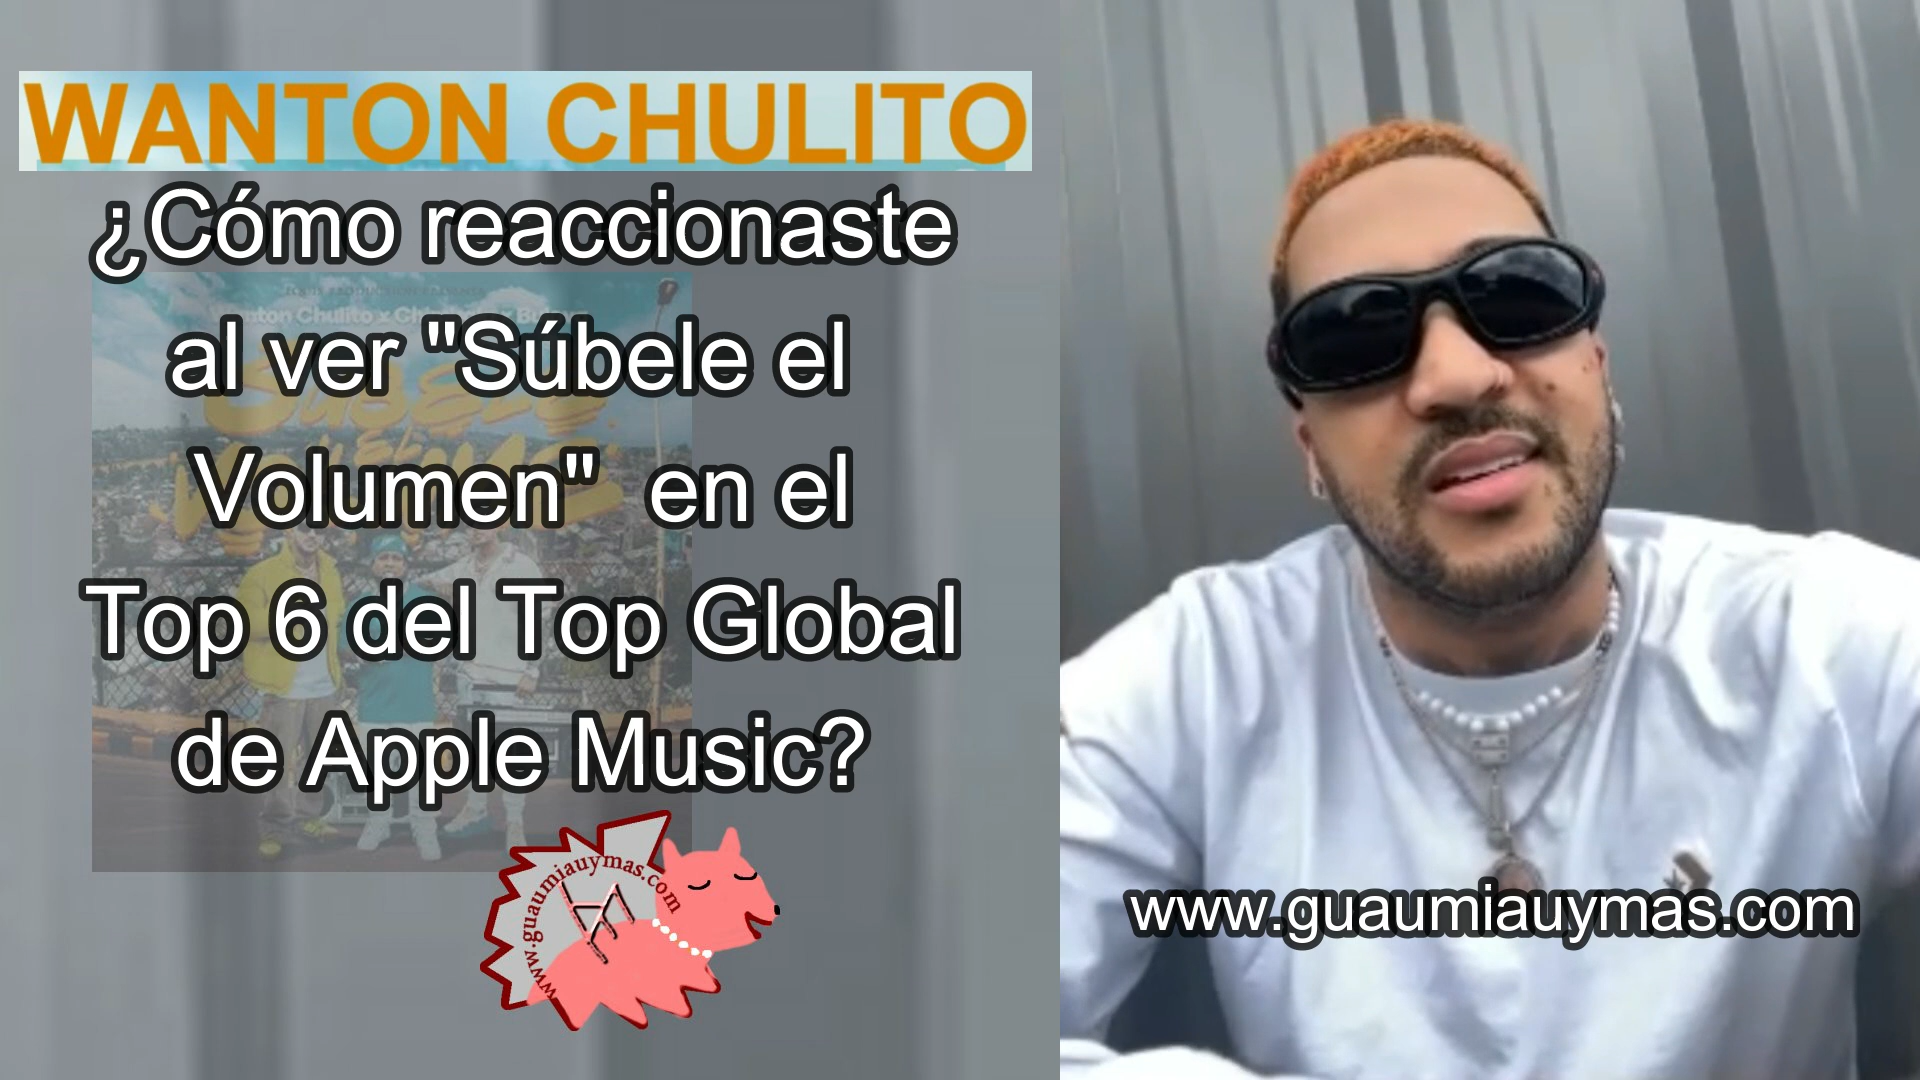 WANTON CHULITO
¿Cómo reaccionaste
al ver "Súbele el
Volumen" en el
Top 6 del Top Global
de Apple Music?
www.guaumiauymas.com
www.guaumiauymas.com